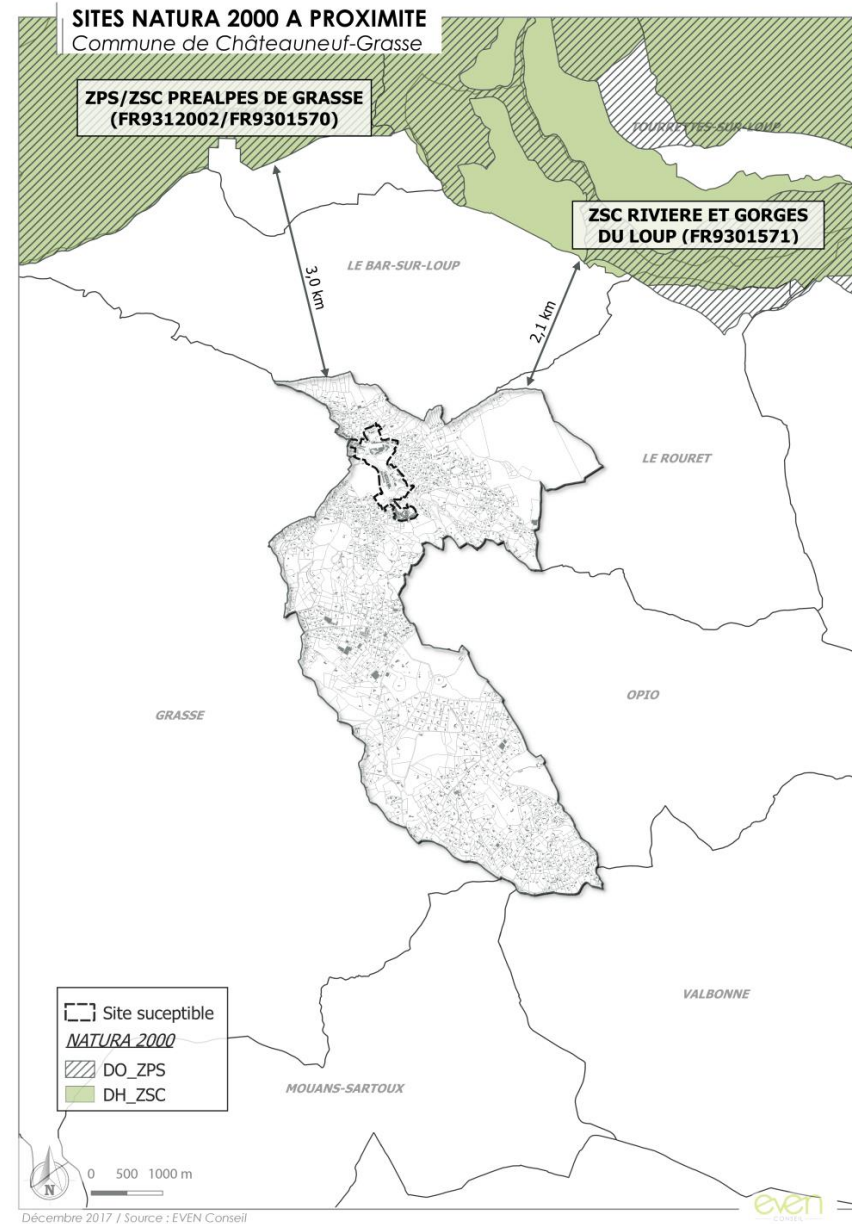 SITES NATURA 2000 A PROXIMITE
Commune de Châteauneuf-Grasse
ZPS/ZSC PREALPES DE GRASSE
(FR9312002/FR9301570)
TOURRETTES-SUR-LOUP
ZSC RIVIERE ET GORGES
DU LOUP (FR9301571)
LE BAR-SUR-LOUP
3,0 km
2,1 km
LE ROURET
OPIO
GRASSE
VALBONNE
Site suceptible
NATURA 2000
DO_ZPS
DH_ZSC
MOUANS-SARTOUX
N
0 500 1000 m
Décembre 2017 / Source : EVEN Conseil
even
CONSEIL